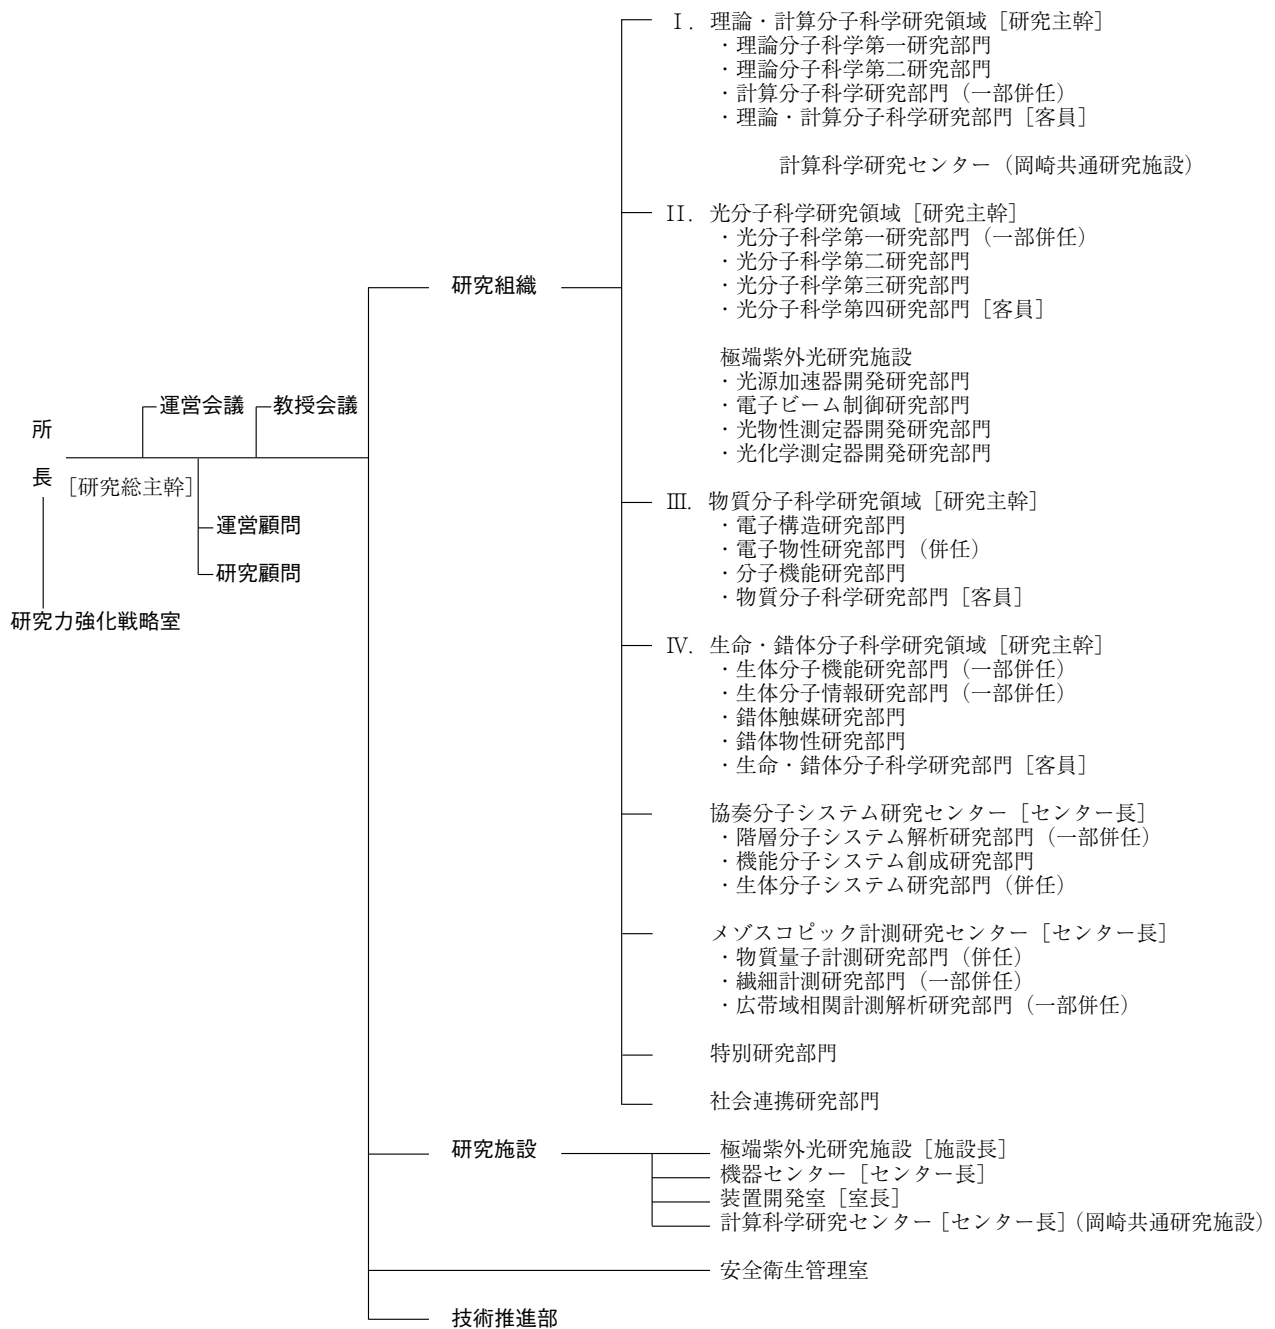 所
長
［研究総主幹］
運営会議
教授会議
運営顧問
研究顧問
研究力強化戦略室
研究組織
Ⅰ. 理論・計算分子科学研究領域［研究主幹］
・理論分子科学第一研究部門
・理論分子科学第二研究部門
・計算分子科学研究部門（一部併任）
・理論・計算分子科学研究部門［客員］
計算科学研究センター（岡崎共通研究施設）
Ⅱ. 光分子科学研究領域［研究主幹］
・光分子科学第一研究部門（一部併任）
・光分子科学第二研究部門
・光分子科学第三研究部門
・光分子科学第四研究部門［客員］
極端紫外光研究施設
・光源加速器開発研究部門
・電子ビーム制御研究部門
・光物性測定器開発研究部門
・光化学測定器開発研究部門
Ⅲ. 物質分子科学研究領域［研究主幹］
・電子構造研究部門
・電子物性研究部門（併任）
・分子機能研究部門
・物質分子科学研究部門［客員］
Ⅳ. 生命・錯体分子科学研究領域［研究主幹］
・生体分子機能研究部門（一部併任）
・生体分子情報研究部門（一部併任）
・錯体触媒研究部門
・錯体物性研究部門
・生命・錯体分子科学研究部門［客員］
協奏分子システム研究センター［センター長］
・階層分子システム解析研究部門（一部併任）
・機能分子システム創成研究部門
・生体分子システム研究部門（併任）
メゾスコピック計測研究センター［センター長］
・物質量子計測研究部門（併任）
・繊細計測研究部門（一部併任）
・広帯域相関計測解析研究部門（一部併任）
特別研究部門
社会連携研究部門
研究施設
極端紫外光研究施設［施設長］
機器センター［センター長］
装置開発室［室長］
計算科学研究センター［センター長］（岡崎共通研究施設）
安全衛生管理室
技術推進部